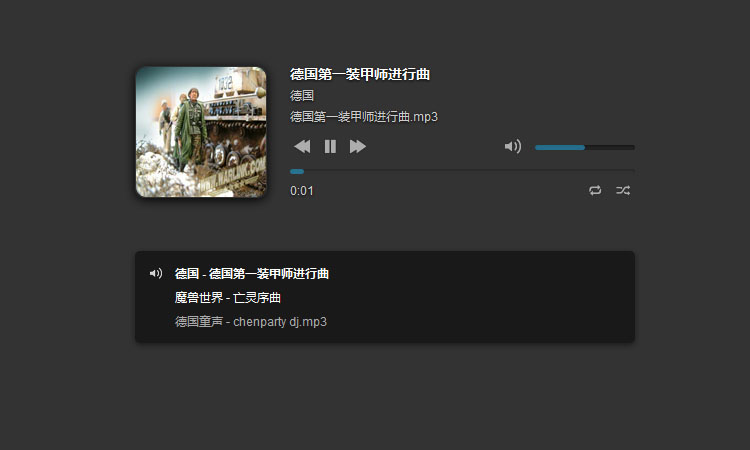 德国第一装甲师进行曲
德国
德国第一装甲师进行曲.mp3
0:01
德国 - 德国第一装甲师进行曲
魔兽世界 - 亡灵序曲
德国童声 - chenparty dj.mp3